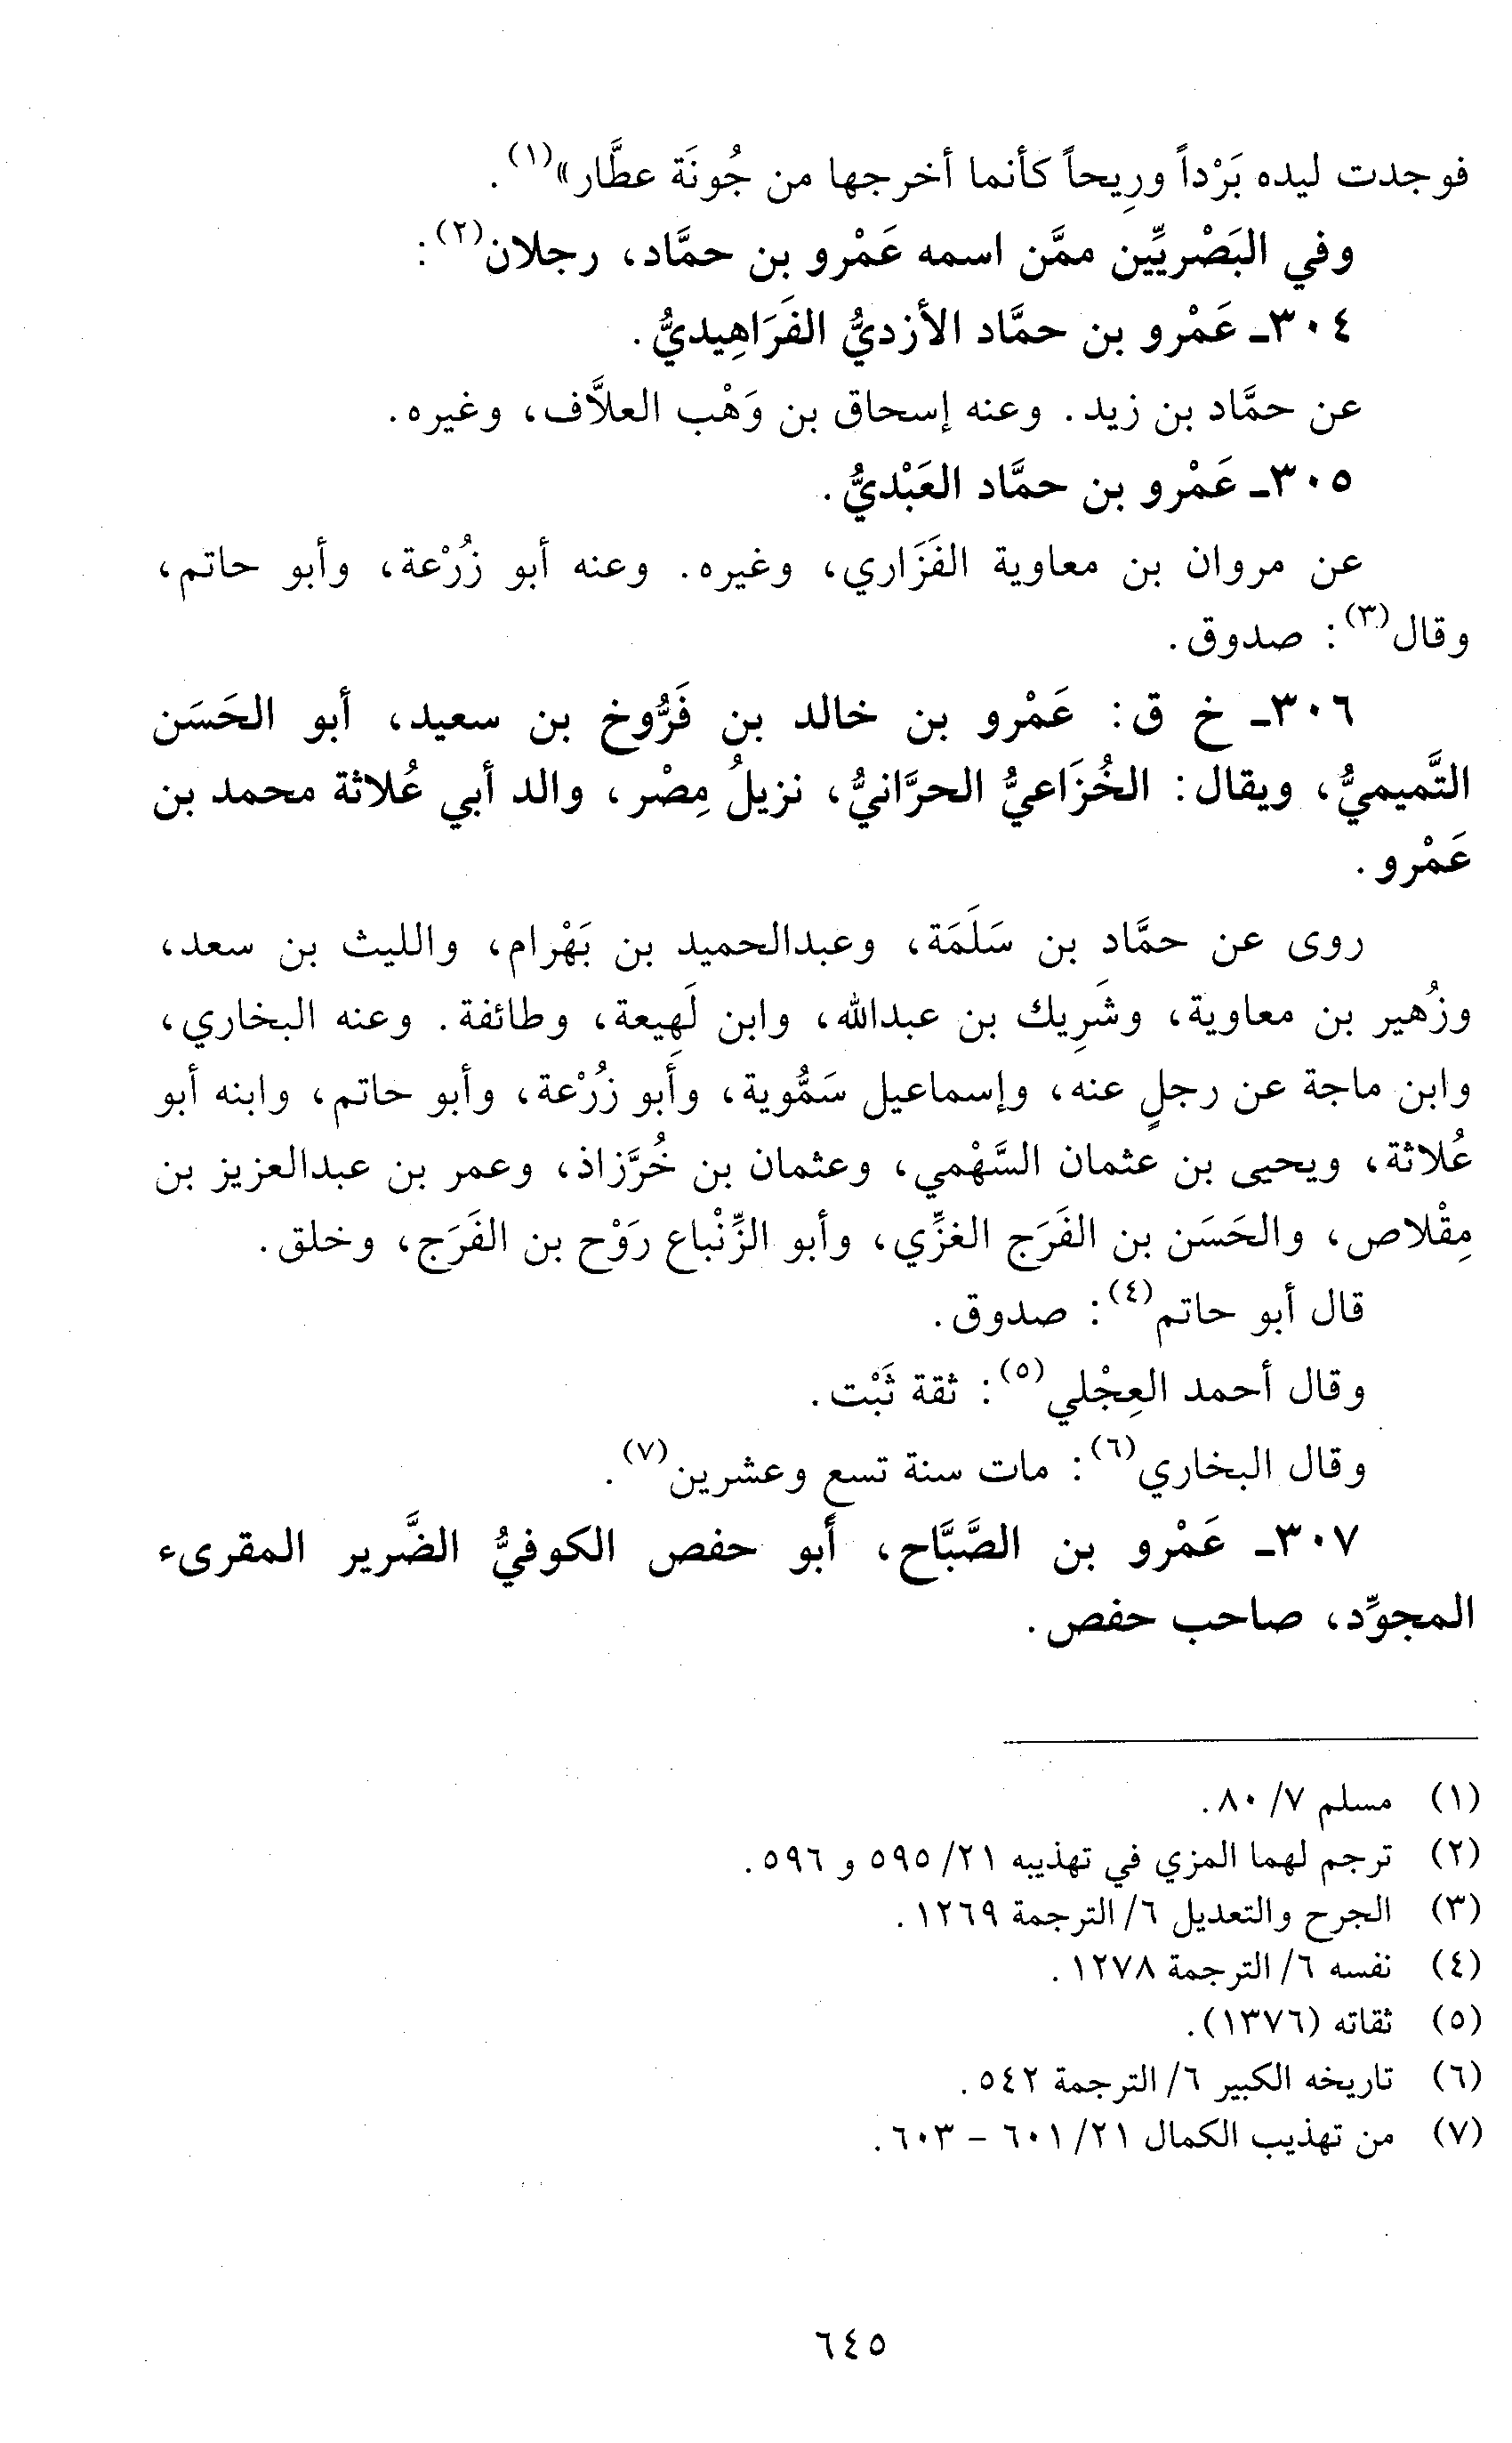 فوجدت ليده بَرْداً ورِيحاً كأنما أخرجها من جُونَة عطَّار»(١).
وفي البَصْريِّين ممَّن اسمه عَمْرو بن حمَّاد، رجلان(٢):
٣٠٤ـ عَمْرو بن حمَّاد الأزديُّ الفَرَاهِيديُّ.
عن حمَّاد بن زيد. وعنه إسحاق بن وَهْب العلاَّف، وغيره.
٣٠٥ـ عَمْرو بن حمَّاد العَبْديُّ.
عن مروان بن معاوية الفَزَاري، وغيره. وعنه أبو زُرْعة، وأبو حاتم،
وقال(٣): صدوق.
٣٠٦ـ خ ق: عَمْرو بن خالد بن فَرُّوخ بن سعيد، أبو الحَسَن
التَّميميُّ، ويقال: الخُزَاعيُّ الحرَّانيُّ، نزيلُ مِصْر، والد أبي عُلاثة محمد بن
عَمْرو.
روى عن حمَّاد بن سَلَمَة، وعبدالحميد بن بَهْرام، والليث بن سعد،
وزُهير بن معاوية، وشَرِيك بن عبدالله، وابن لَهِيعة، وطائفة. وعنه البخاري،
وابن ماجة عن رجلٍ عنه، وإسماعيل سَمُّوية، وأَبو زُرْعة، وأبو حاتم، وابنه أبو
عُلاثة، ويحيى بن عثمان السَّهْمي، وعثمان بن خُرَّزاذ، وعمر بن عبدالعزيز بن
مِقْلاص، والحَسَن بن الفَرَج الغزِّي، وأبو الزِّنْباع رَوْح بن الفَرَج، وخلق.
قال أبو حاتم(٤): صدوق.
وقال أحمد العِجْلي(٥): ثقة ثَبْت.
وقال البخاري(٦): مات سنة تسع وعشرين(٧).
٣٠٧ـ عَمْرو بن الصَّبَّاح، أبو حفص الكوفيُّ الضَّرير المقرىء
المجوِّد، صاحب حفص.
(١) مسلم ٧/ ٨٠.
(٢) ترجم لهما المزي في تهذيبه ٢١/ ٥٩٥ و ٥٩٦.
(٣) الجرح والتعديل ٦/ الترجمة ١٢٦٩.
(٤) نفسه ٦/ الترجمة ١٢٧٨.
(٥) ثقاته (١٣٧٦).
(٦) تاريخه الكبير ٦/ الترجمة ٥٤٢.
(٧) من تهذيب الكمال ٢١/ ٦٠١ - ٦٠٣.
٦٤٥